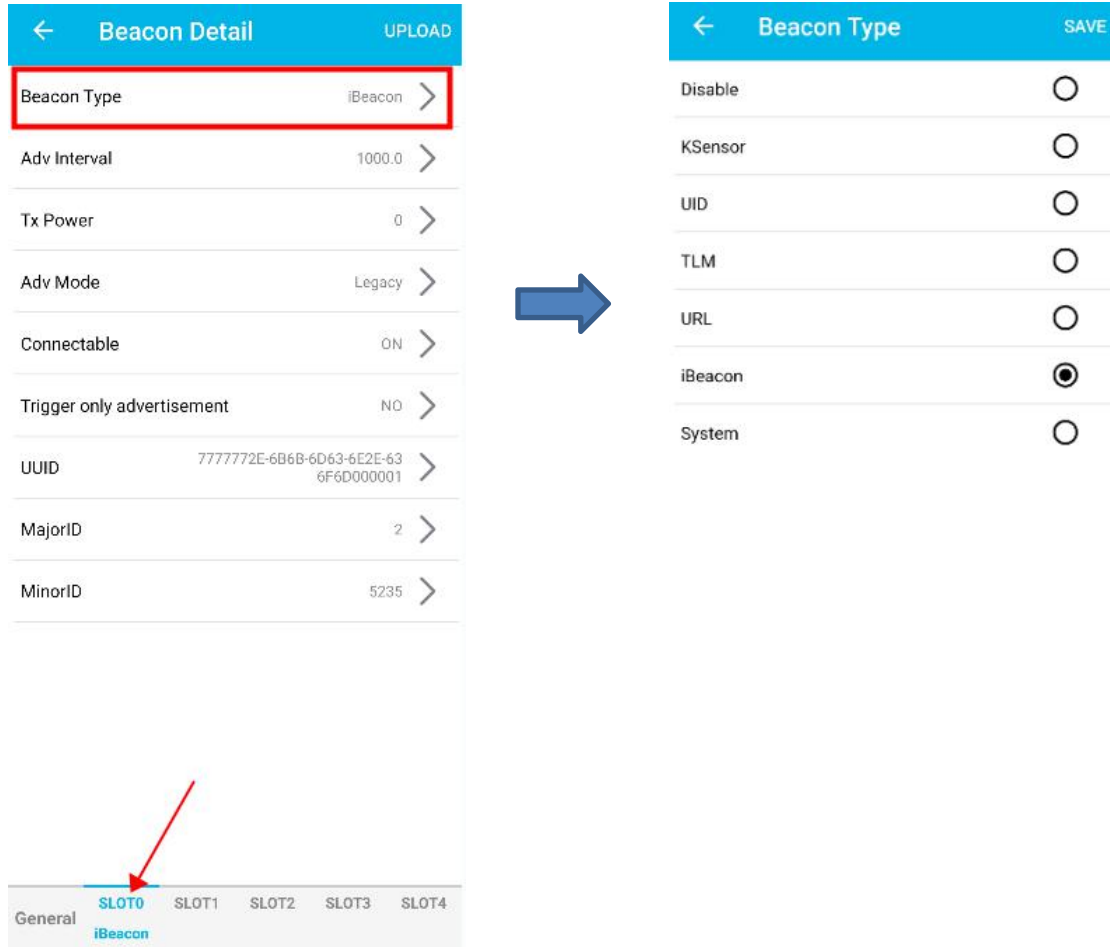 Beacon Detail UPLOAD
Beacon Type iBeacon
Adv Interval 1000.0
Tx Power 0
Adv Mode Legacy
Connectable ON
Trigger only advertisement NO
UUID 7777772E-6B6B-6D63-6E2E-63
6F6D000001
MajorID 2
MinorID 5235
General SLOT0 SLOT1 SLOT2 SLOT3 SLOT4
iBeacon
Beacon Type SAVE
Disable
KSensor
UID
TLM
URL
iBeacon
System